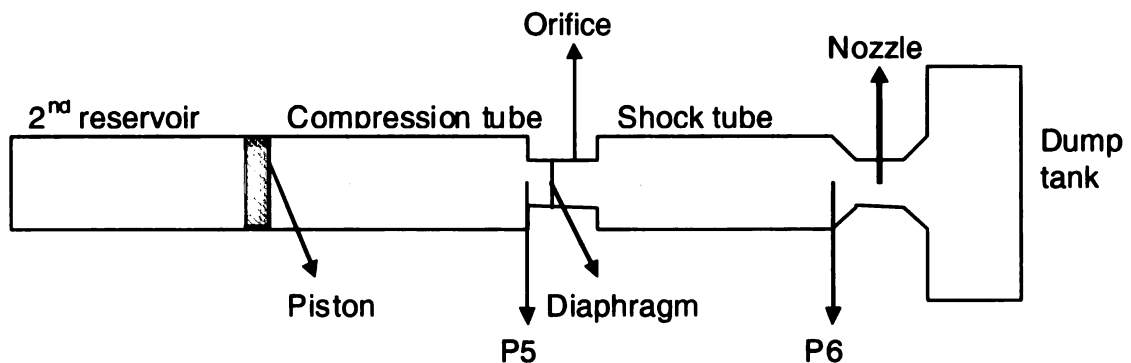 Orifice
Nozzle
2nd reservoir
Compression tube
Shock tube
Dump
tank
Piston
Diaphragm
P5
P6